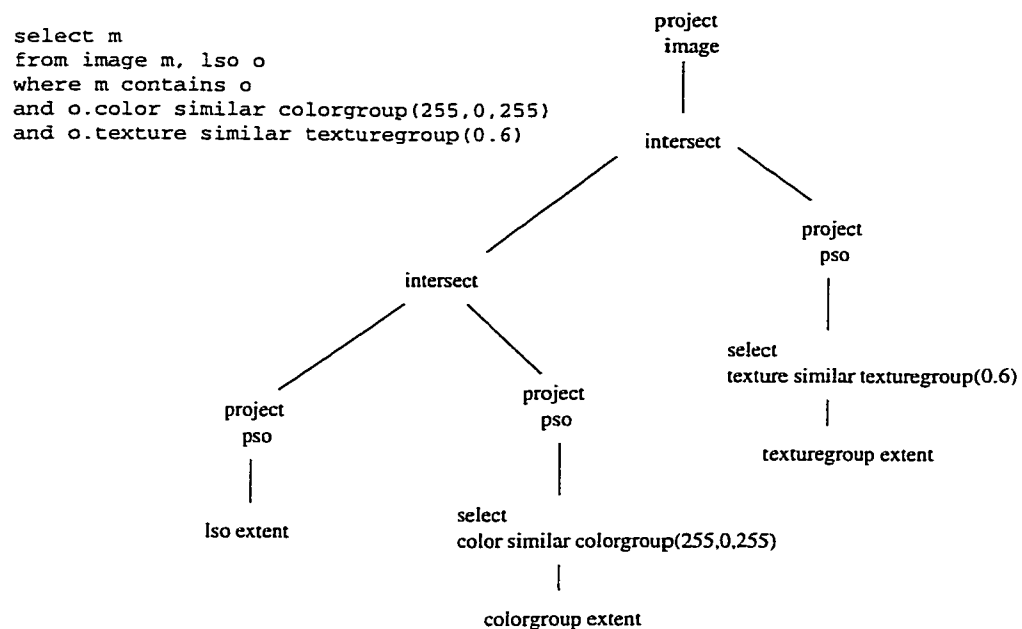 select m
from image m, lso o
where m contains o
and o.color similar colorgroup(255,0,255)
and o.texture similar texturegroup(0.6)
project
image
intersect
project
pso
intersect
select
texture similar texturegroup(0.6)
project
pso
project
pso
texturegroup extent
lso extent
select
color similar colorgroup(255,0,255)
colorgroup extent